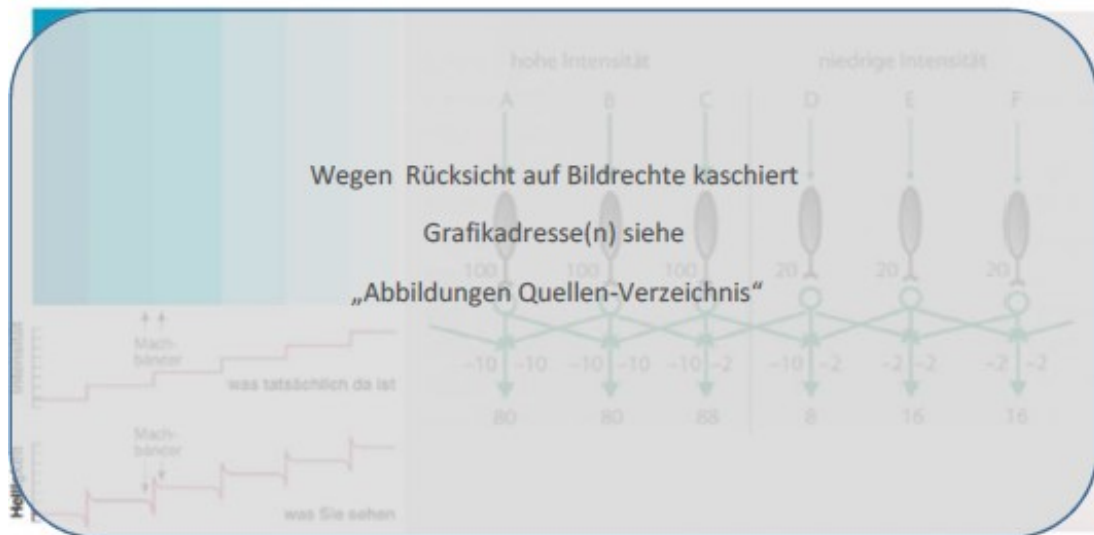 hohe Intensität niedrige Intensität
A B C D E F
Wegen Rücksicht auf Bildrechte kaschiert
Grafikadresse(n) siehe
100 100 100 20 20 20
„Abbildungen Quellen-Verzeichnis“
Intensität
Mach-
bänder
was tatsächlich da ist
–10 –10 –10 –10 –10 –2 –10 –2 –2 –2 –2 –2
80 80 88 8 16 16
Helligkeit
Mach-
bänder
was Sie sehen